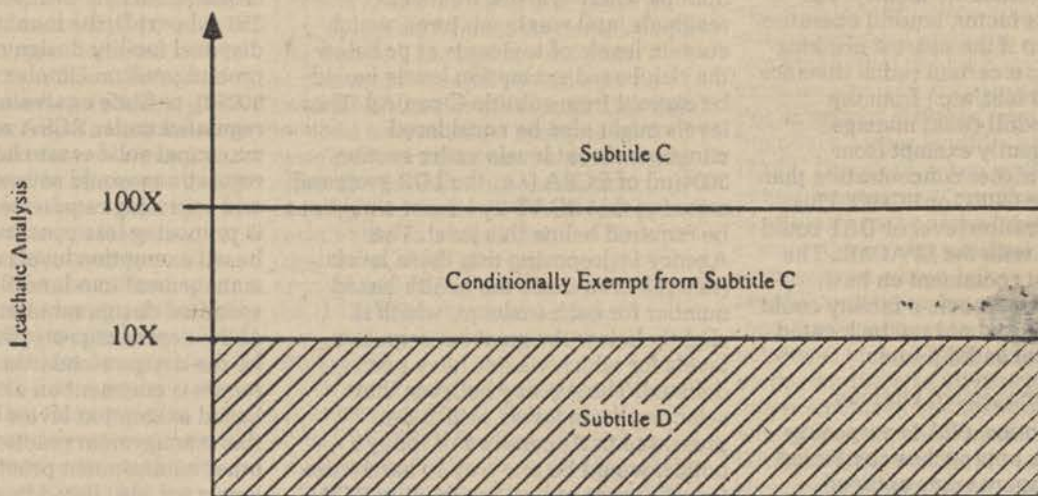 Subtitle C
100X
Leachate Analysis
Conditionally Exempt from Subtitle C
10X
Subtitle D